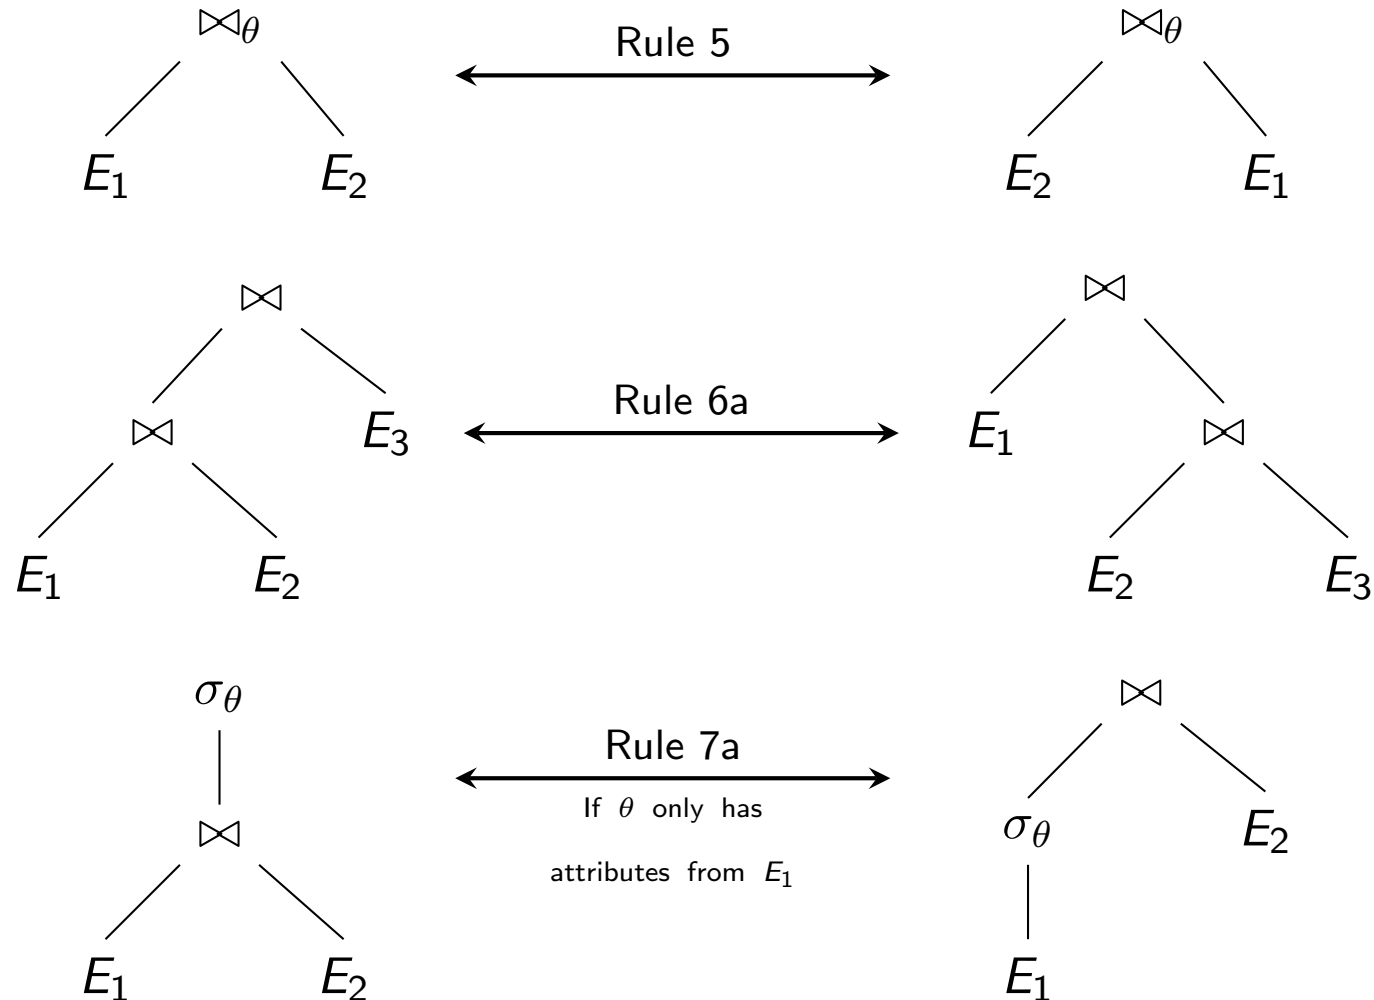 ⋈θ Rule 5 ⋈θ
E1 E2 E2 E1
⋈ ⋈
Rule 6a
⋈ E3 E1 ⋈
E1 E2 E2 E3
σθ ⋈
Rule 7a
If θ only has
⋈ σθ E2
attributes from E1
E1 E2 E1